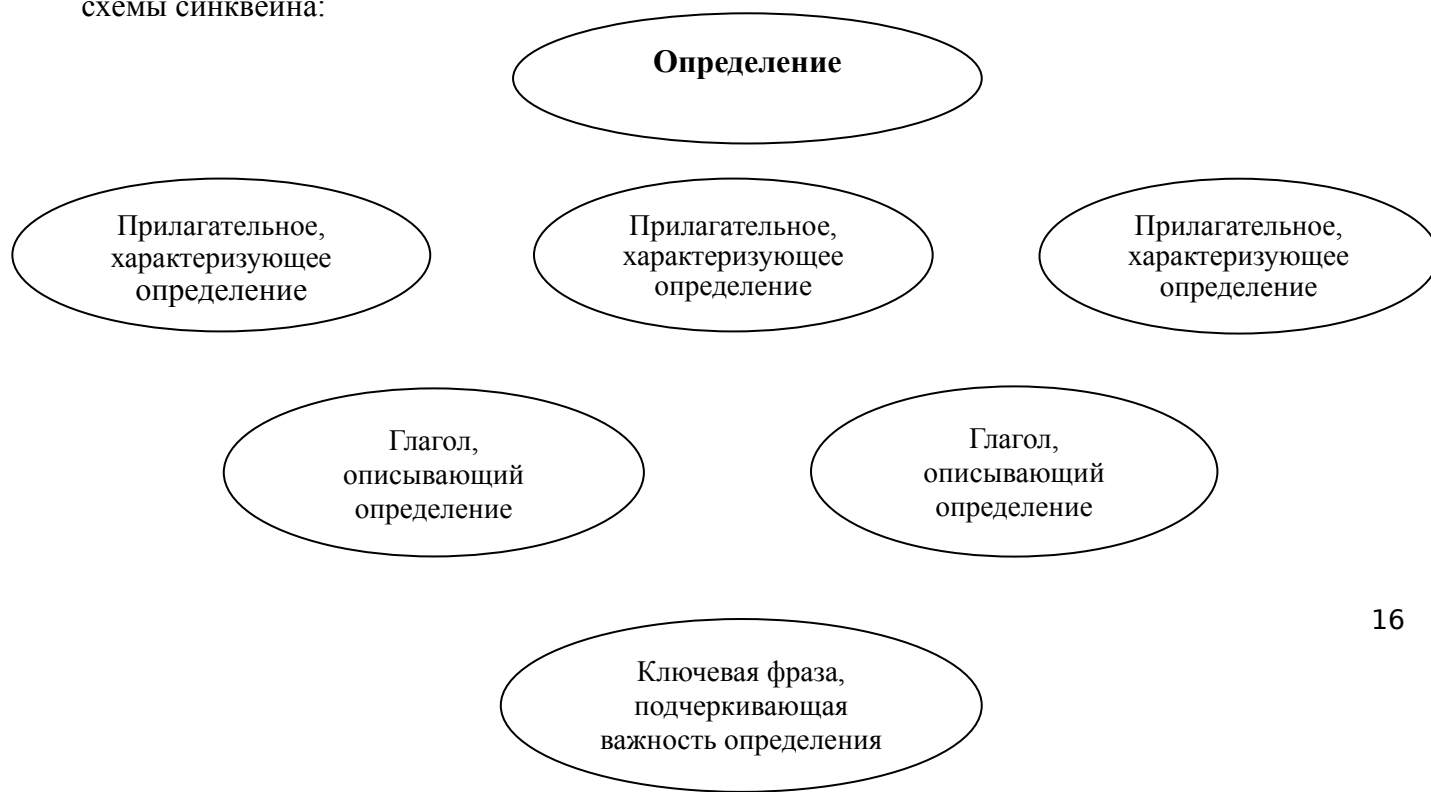 схемы синквейна:
Определение
Прилагательное,
характеризующее
определение
Прилагательное,
характеризующее
определение
Прилагательное,
характеризующее
определение
Глагол,
описывающий
определение
Глагол,
описывающий
определение
16
Ключевая фраза,
подчеркивающая
важность определения